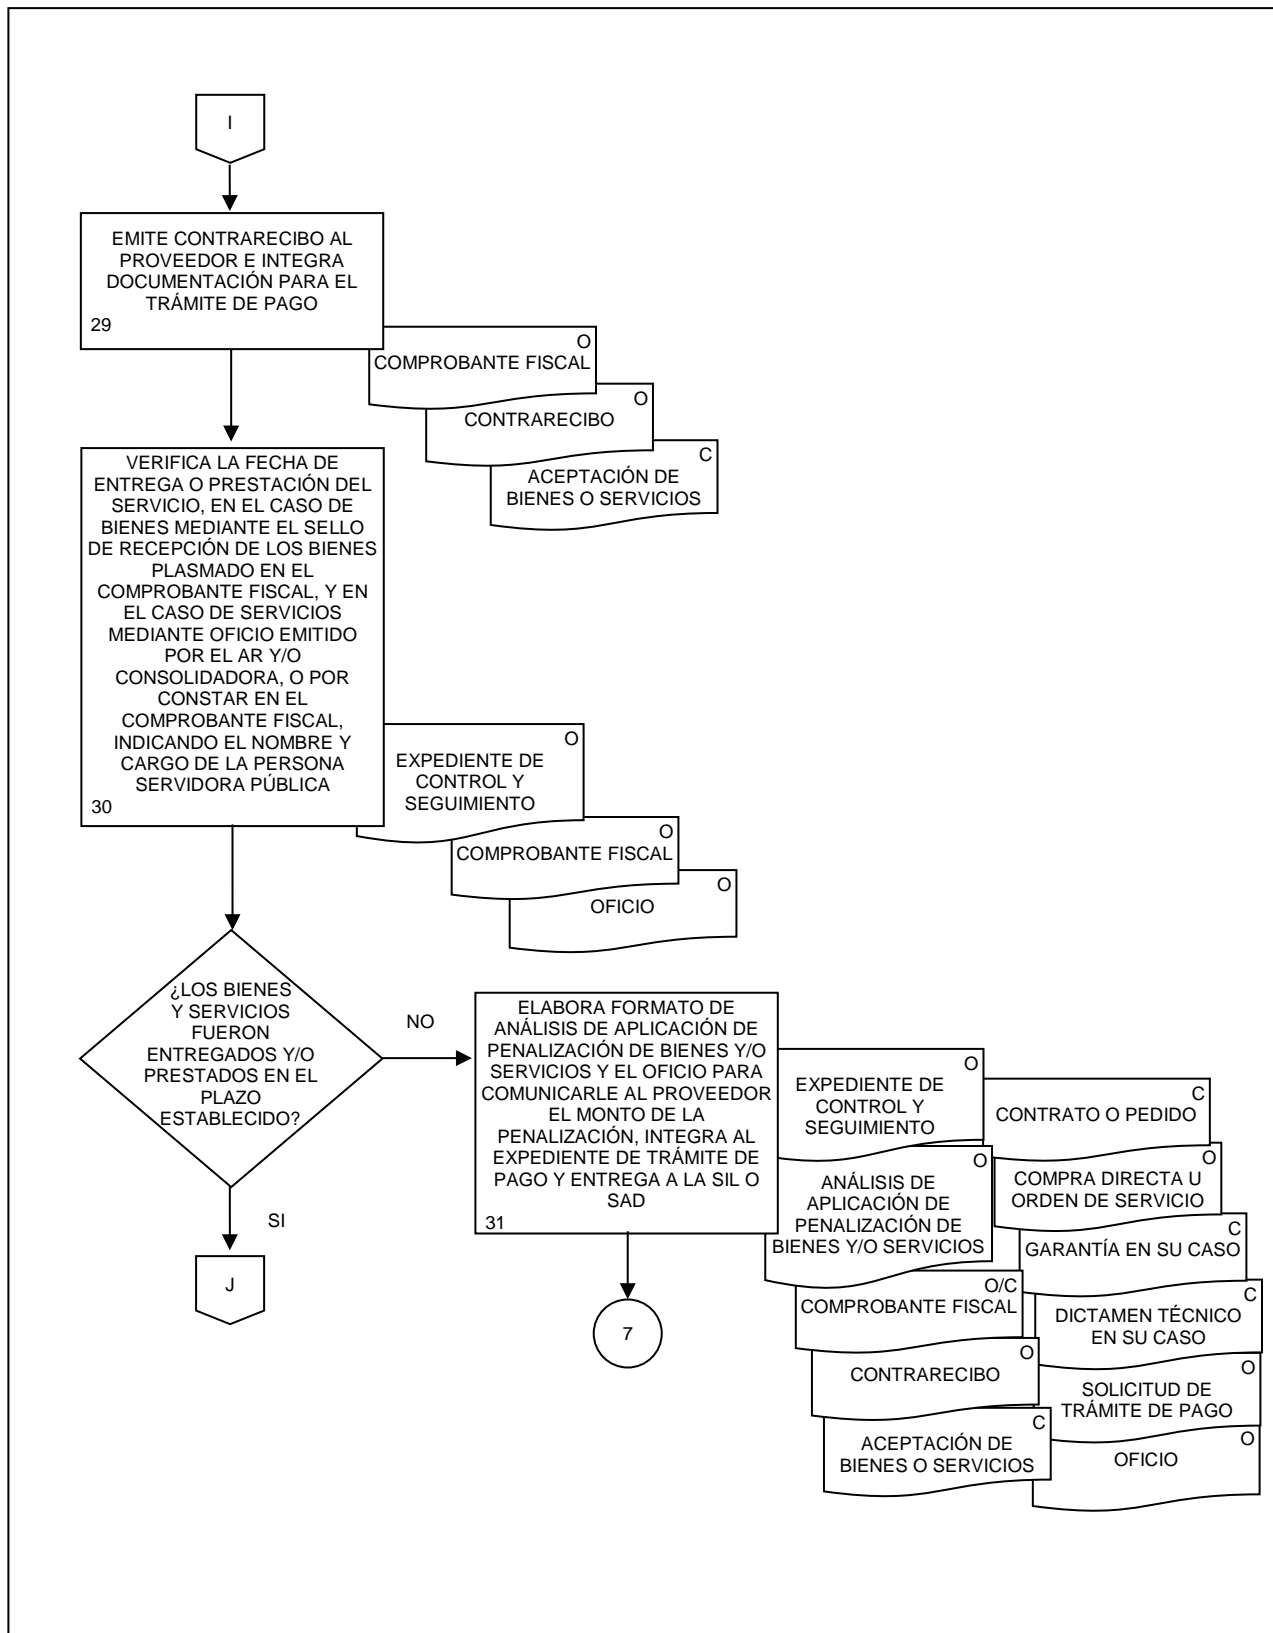 I
EMITE CONTRARECIBO AL
PROVEEDOR E INTEGRA
DOCUMENTACIÓN PARA EL
TRÁMITE DE PAGO
29
O
COMPROBANTE FISCAL
O
CONTRARECIBO
C
ACEPTACIÓN DE
BIENES O SERVICIOS
VERIFICA LA FECHA DE
ENTREGA O PRESTACIÓN DEL
SERVICIO, EN EL CASO DE
BIENES MEDIANTE EL SELLO
DE RECEPCIÓN DE LOS BIENES
PLASMADO EN EL
COMPROBANTE FISCAL, Y EN
EL CASO DE SERVICIOS
MEDIANTE OFICIO EMITIDO
POR EL AR Y/O
CONSOLIDADORA, O POR
CONSTAR EN EL
COMPROBANTE FISCAL,
INDICANDO EL NOMBRE Y
CARGO DE LA PERSONA
SERVIDORA PÚBLICA
30
O
EXPEDIENTE DE
CONTROL Y
SEGUIMIENTO
O
COMPROBANTE FISCAL
O
OFICIO
¿LOS BIENES
Y SERVICIOS
FUERON
ENTREGADOS Y/O
PRESTADOS EN EL
PLAZO
ESTABLECIDO?
NO
SI
J
ELABORA FORMATO DE
ANÁLISIS DE APLICACIÓN DE
PENALIZACIÓN DE BIENES Y/O
SERVICIOS Y EL OFICIO PARA
COMUNICARLE AL PROVEEDOR
EL MONTO DE LA
PENALIZACIÓN, INTEGRA AL
EXPEDIENTE DE TRÁMITE DE
PAGO Y ENTREGA A LA SIL O
SAD
31
7
O
EXPEDIENTE DE
CONTROL Y
SEGUIMIENTO
O
ANÁLISIS DE
APLICACIÓN DE
PENALIZACIÓN DE
BIENES Y/O SERVICIOS
O/C
COMPROBANTE FISCAL
O
CONTRARECIBO
C
ACEPTACIÓN DE
BIENES O SERVICIOS
C
CONTRATO O PEDIDO
O
COMPRA DIRECTA U
ORDEN DE SERVICIO
C
GARANTÍA EN SU CASO
C
DICTAMEN TÉCNICO
EN SU CASO
O
SOLICITUD DE
TRÁMITE DE PAGO
O
OFICIO